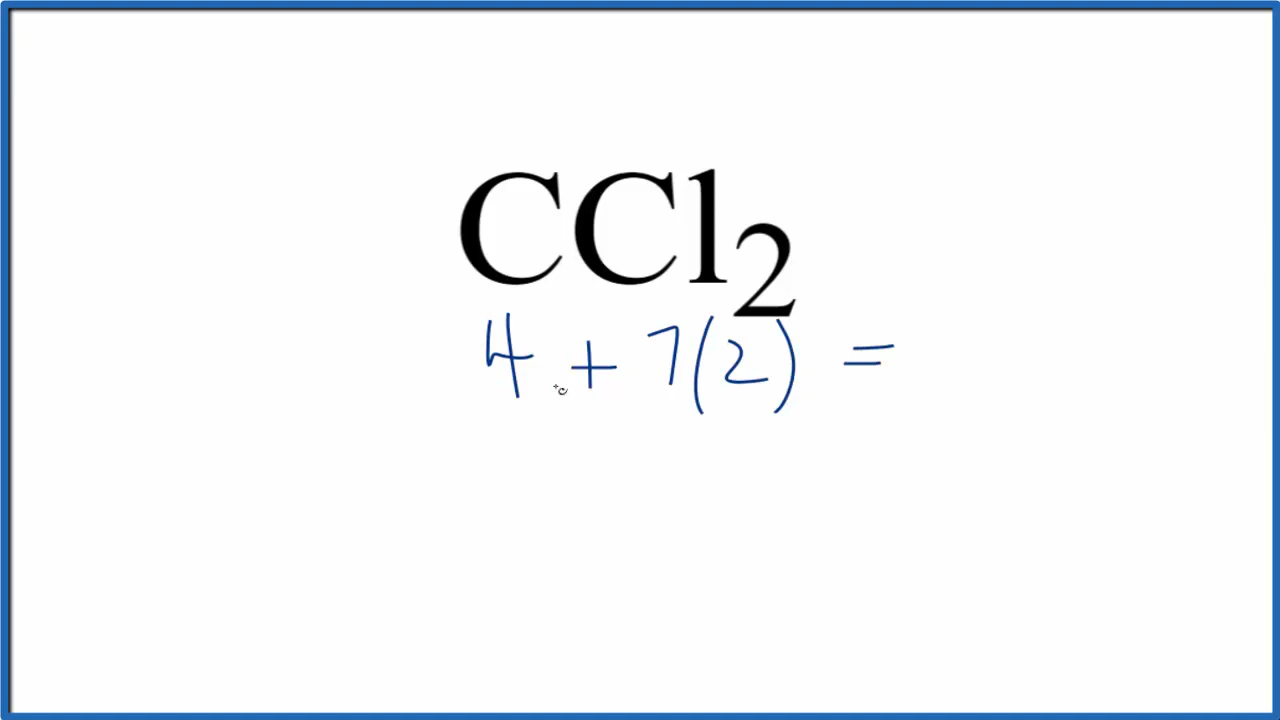 CCl₂
4 + 7(2) =